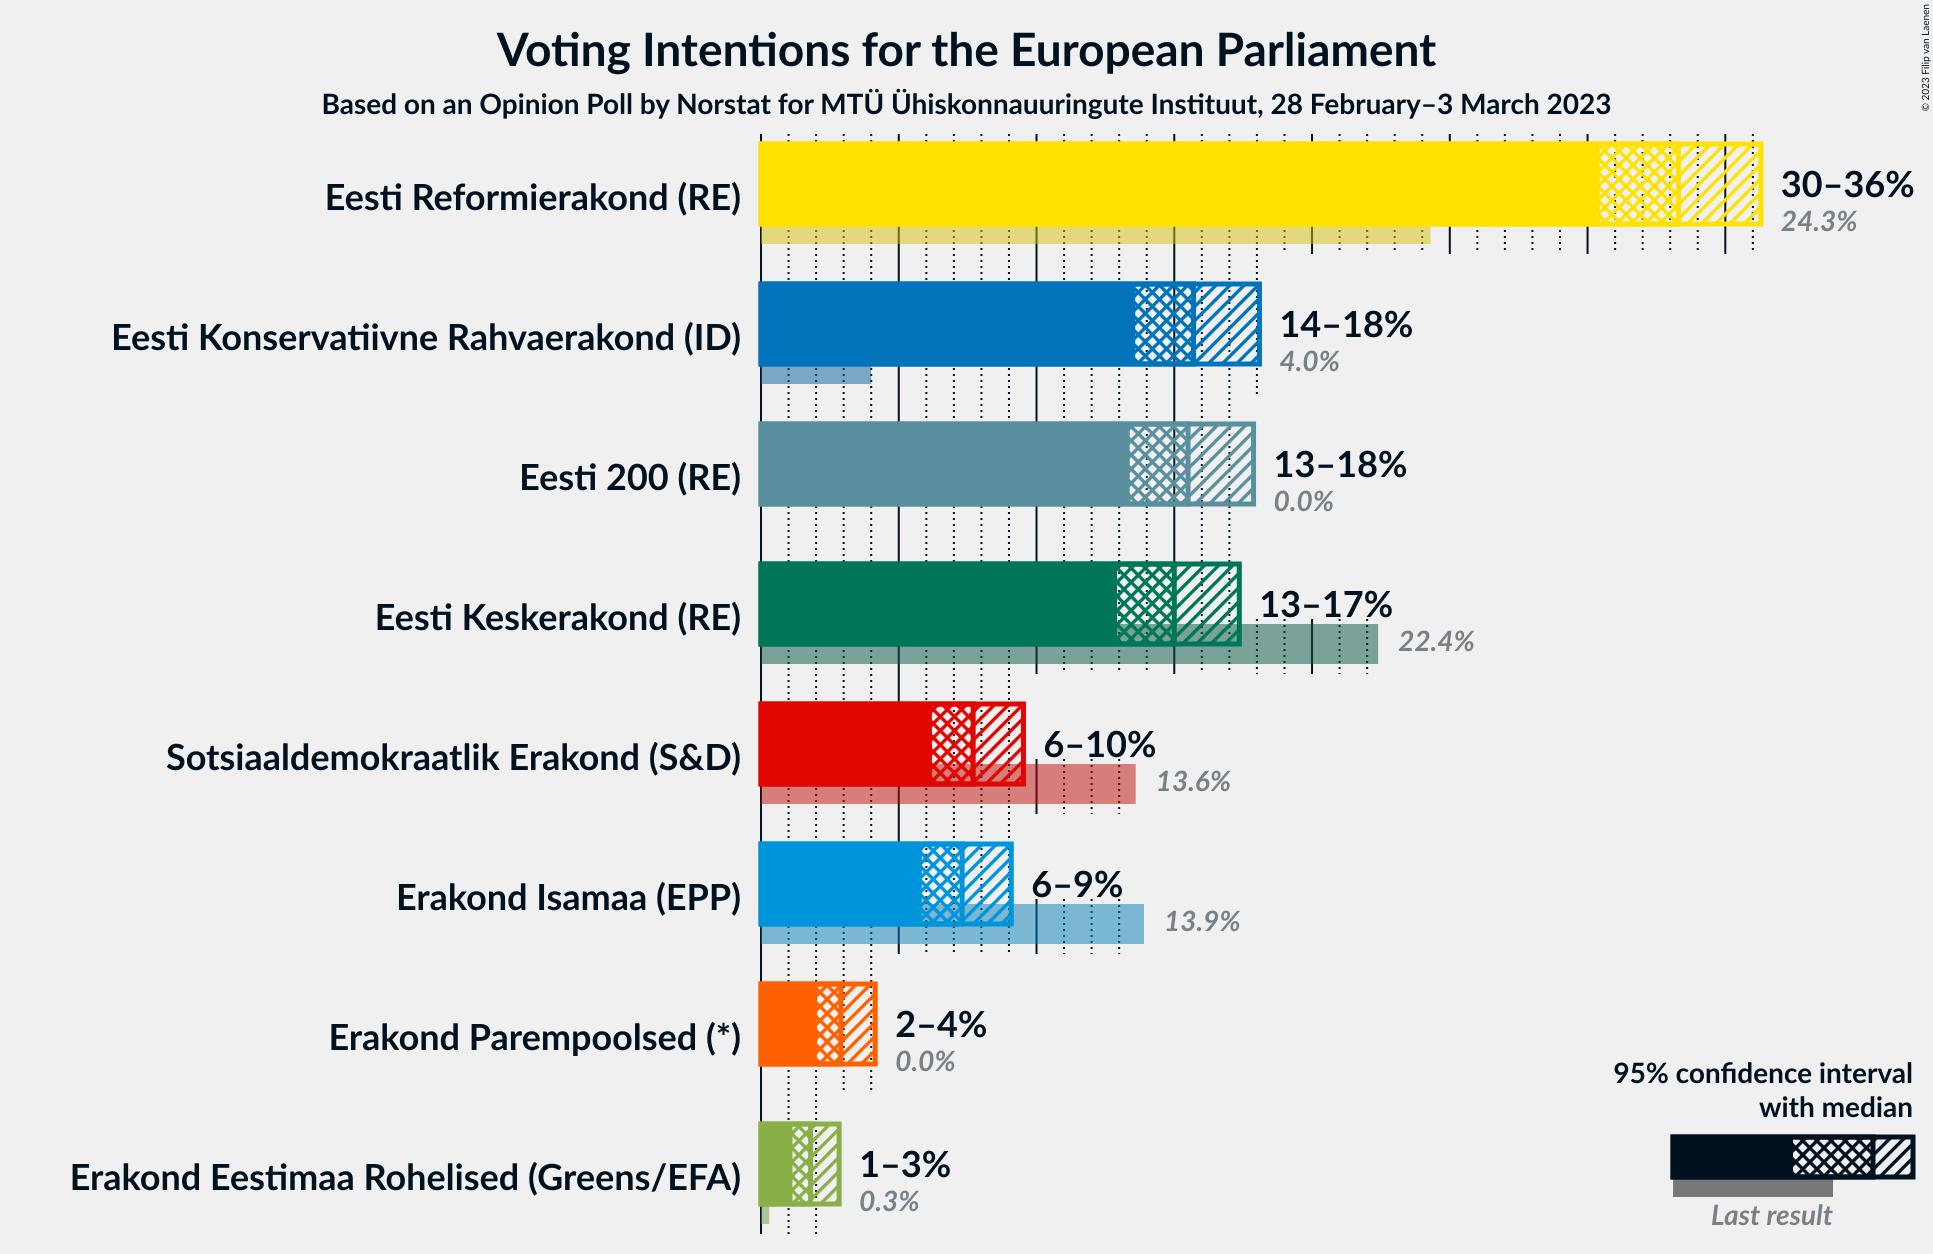 Voting Intentions for the European Parliament
Based on an Opinion Poll by Norstat for MTÜ Ühiskonnauuringute Instituut, 28 February–3 March 2023
© 2023 Filip van Laenen
Eesti Reformierakond (RE)
30–36%
24.3%
Eesti Konservatiivne Rahvaerakond (ID)
14–18%
4.0%
Eesti 200 (RE)
13–18%
0.0%
Eesti Keskerakond (RE)
13–17%
22.4%
Sotsiaaldemokraatlik Erakond (S&D)
6–10%
13.6%
Erakond Isamaa (EPP)
6–9%
13.9%
Erakond Parempoolsed (*)
2–4%
0.0%
Erakond Eestimaa Rohelised (Greens/EFA)
1–3%
0.3%
95% confidence interval
with median
Last result